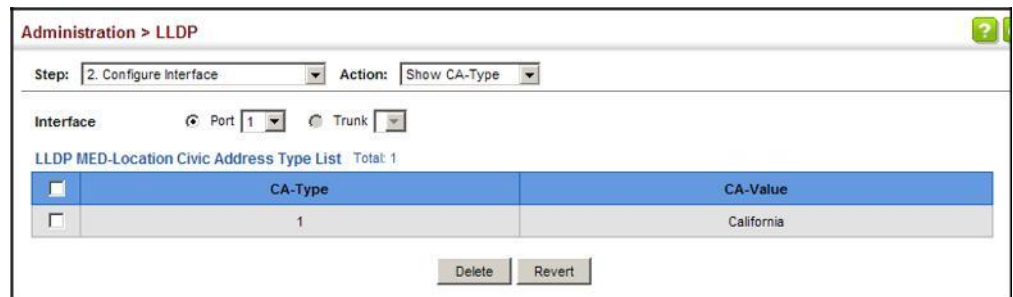 Administration > LLDP
?
Step: 2. Configure Interface Action: Show CA-Type
Interface Port 1 Trunk
LLDP MED-Location Civic Address Type List Total: 1
CA-Type CA-Value
1 California
Delete Revert